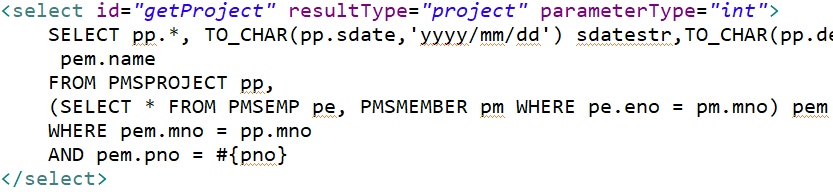 <select id="getProject" resultType="project" parameterType="int">
SELECT pp.*, TO_CHAR(pp.sdate,'yyyy/mm/dd') sdatestr,TO_CHAR(pp.de
pem.name
FROM PMSPROJECT pp,
(SELECT * FROM PMSEMP pe, PMSMEMBER pm WHERE pe.eno = pm.mno) pem
WHERE pem.mno = pp.mno
AND pem.pno = #{pno}
</select>